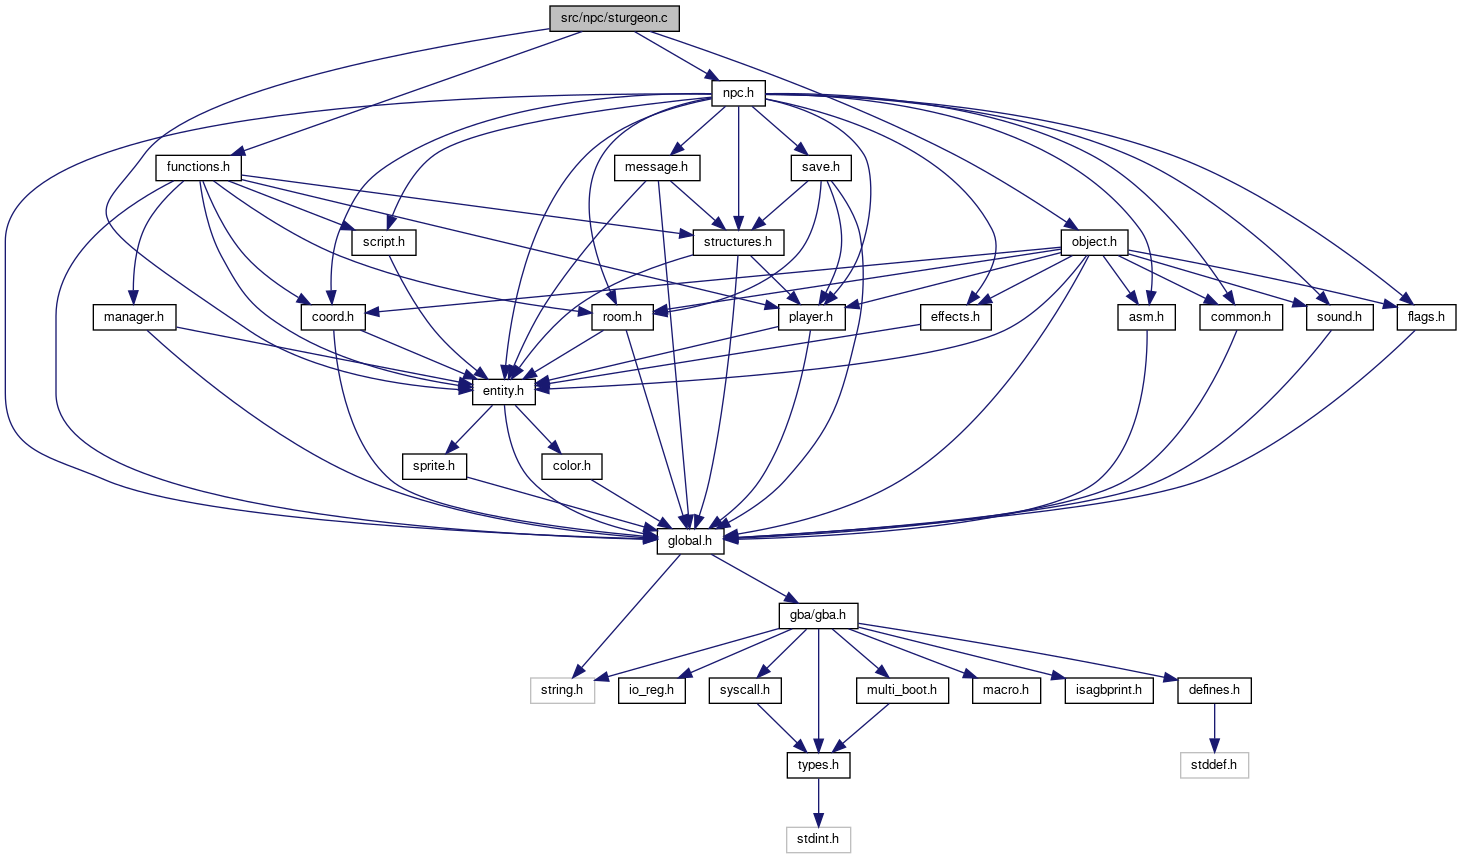 src/npc/sturgeon.c
npc.h
functions.h
message.h
save.h
script.h
structures.h
object.h
manager.h
coord.h
room.h
player.h
effects.h
asm.h
common.h
sound.h
flags.h
entity.h
sprite.h
color.h
global.h
gba/gba.h
string.h
io_reg.h
syscall.h
multi_boot.h
macro.h
isagbprint.h
defines.h
types.h
stddef.h
stdint.h